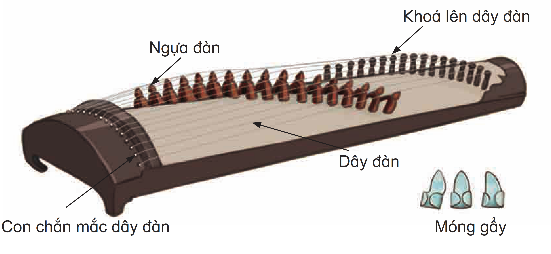 Khoá lên dây đàn
Ngựa đàn
Dây đàn
Con chắn mắc dây đàn
Móng gẩy